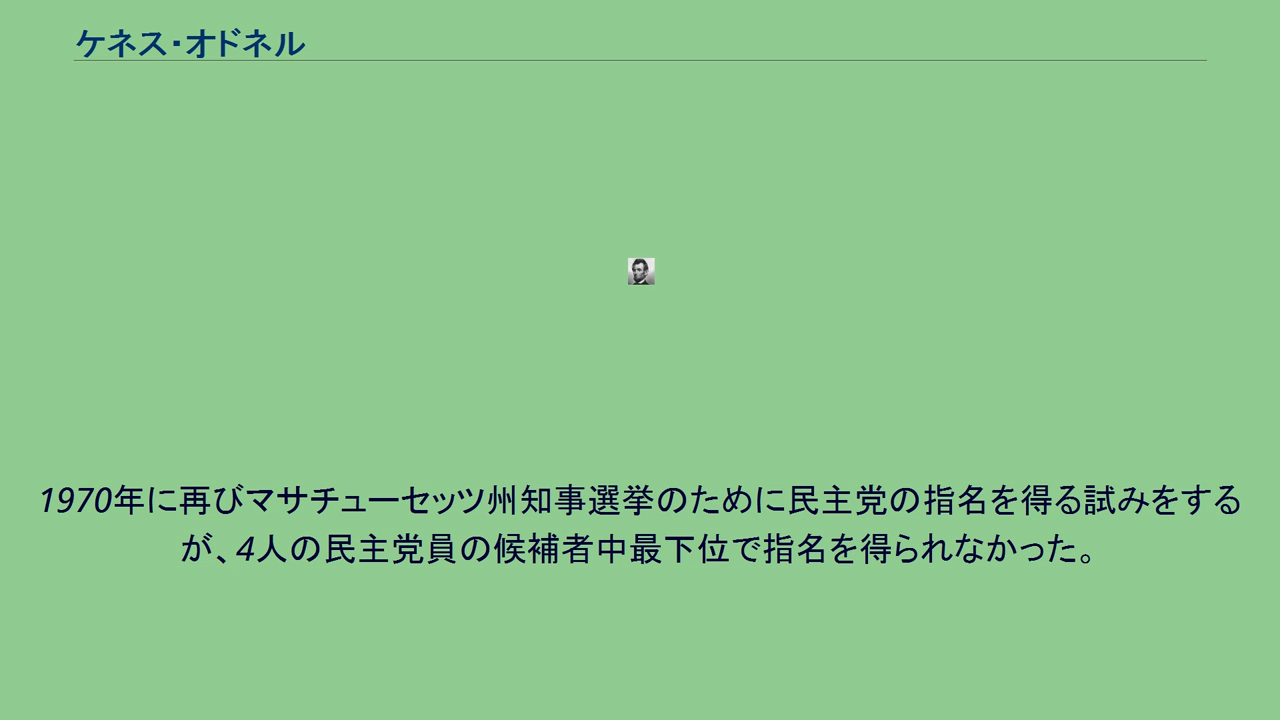 ケネス・オドネル
1970年に再びマサチューセッツ州知事選挙のために民主党の指名を得る試みをする
が、4人の民主党員の候補者中最下位で指名を得られなかった。